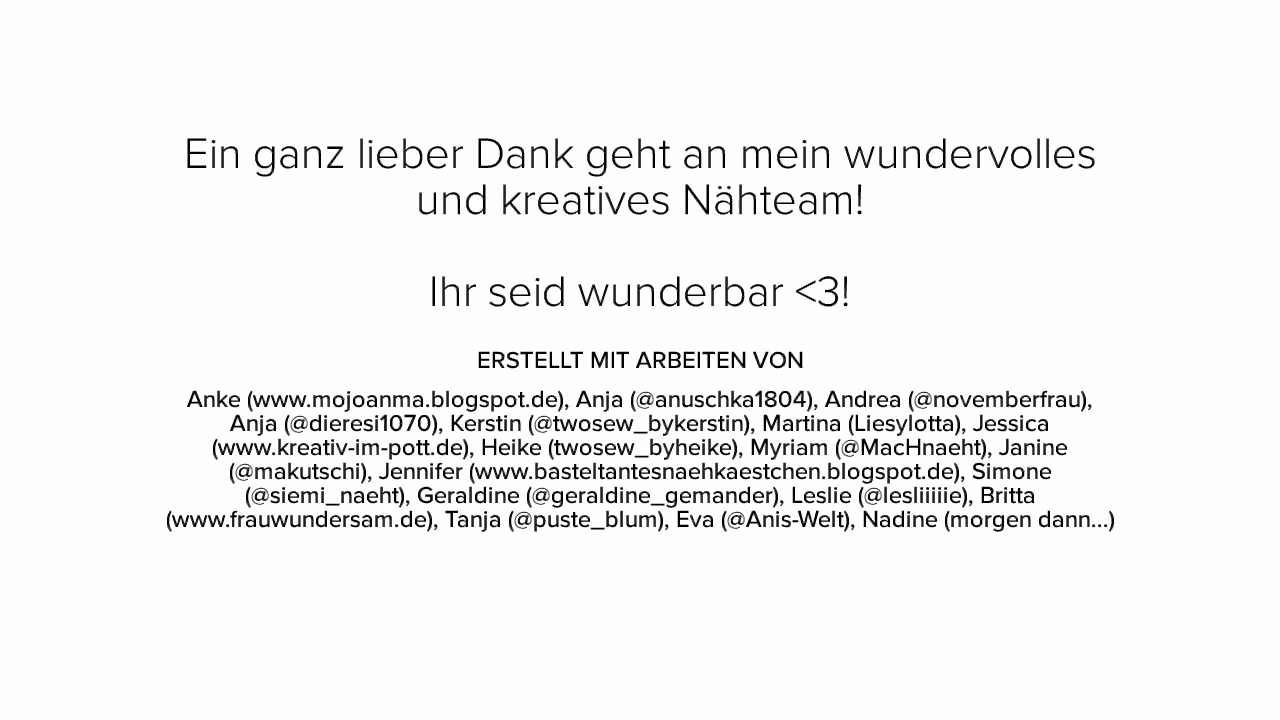 Ein ganz lieber Dank geht an mein wundervolles
und kreatives Nähteam!
Ihr seid wunderbar <3!
ERSTELLT MIT ARBEITEN VON
Anke (www.mojoanma.blogspot.de), Anja (@anuschka1804), Andrea (@novemberfrau),
Anja (@dieresi1070), Kerstin (@twosew_bykerstin), Martina (Liesylotta), Jessica
(www.kreativ-im-pott.de), Heike (twosew_byheike), Myriam (@MacHnaeht), Janine
(@makutschi), Jennifer (www.basteltantesnaehkaestchen.blogspot.de), Simone
(@siemi_naeht), Geraldine (@geraldine_gemander), Leslie (@lesliiiiie), Britta
(www.frauwundersam.de), Tanja (@puste_blum), Eva (@Anis-Welt), Nadine (morgen dann...)